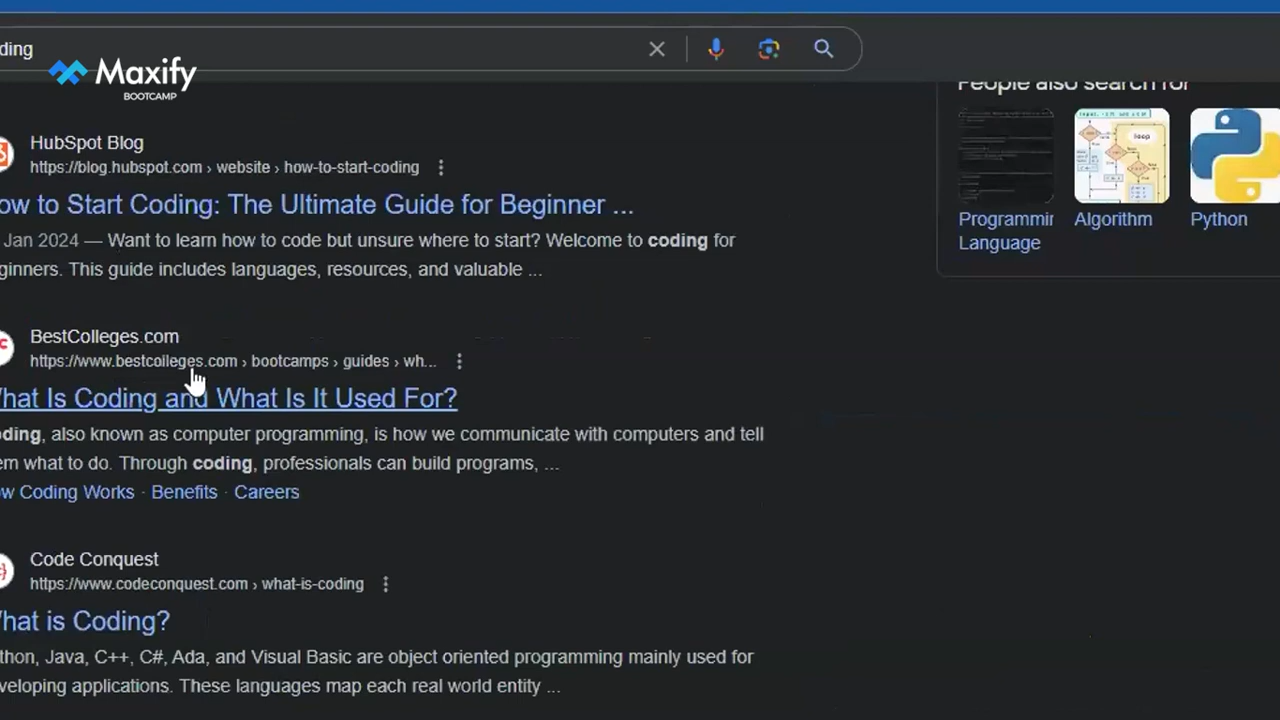 ding
Maxify
BOOTCAMP
People also search for
HubSpot Blog
https://blog.hubspot.com › website › how-to-start-coding
ow to Start Coding: The Ultimate Guide for Beginner ...
Jan 2024 — Want to learn how to code but unsure where to start? Welcome to coding for
ginners. This guide includes languages, resources, and valuable ...
loop
Programmin
Language
Algorithm
Python
BestColleges.com
https://www.bestcolleges.com › bootcamps › guides › wh...
hat Is Coding and What Is It Used For?
ding, also known as computer programming, is how we communicate with computers and tell
em what to do. Through coding, professionals can build programs, ...
ow Coding Works · Benefits · Careers
Code Conquest
https://www.codeconquest.com › what-is-coding
hat is Coding?
thon, Java, C++, C#, Ada, and Visual Basic are object oriented programming mainly used for
veloping applications. These languages map each real world entity ...